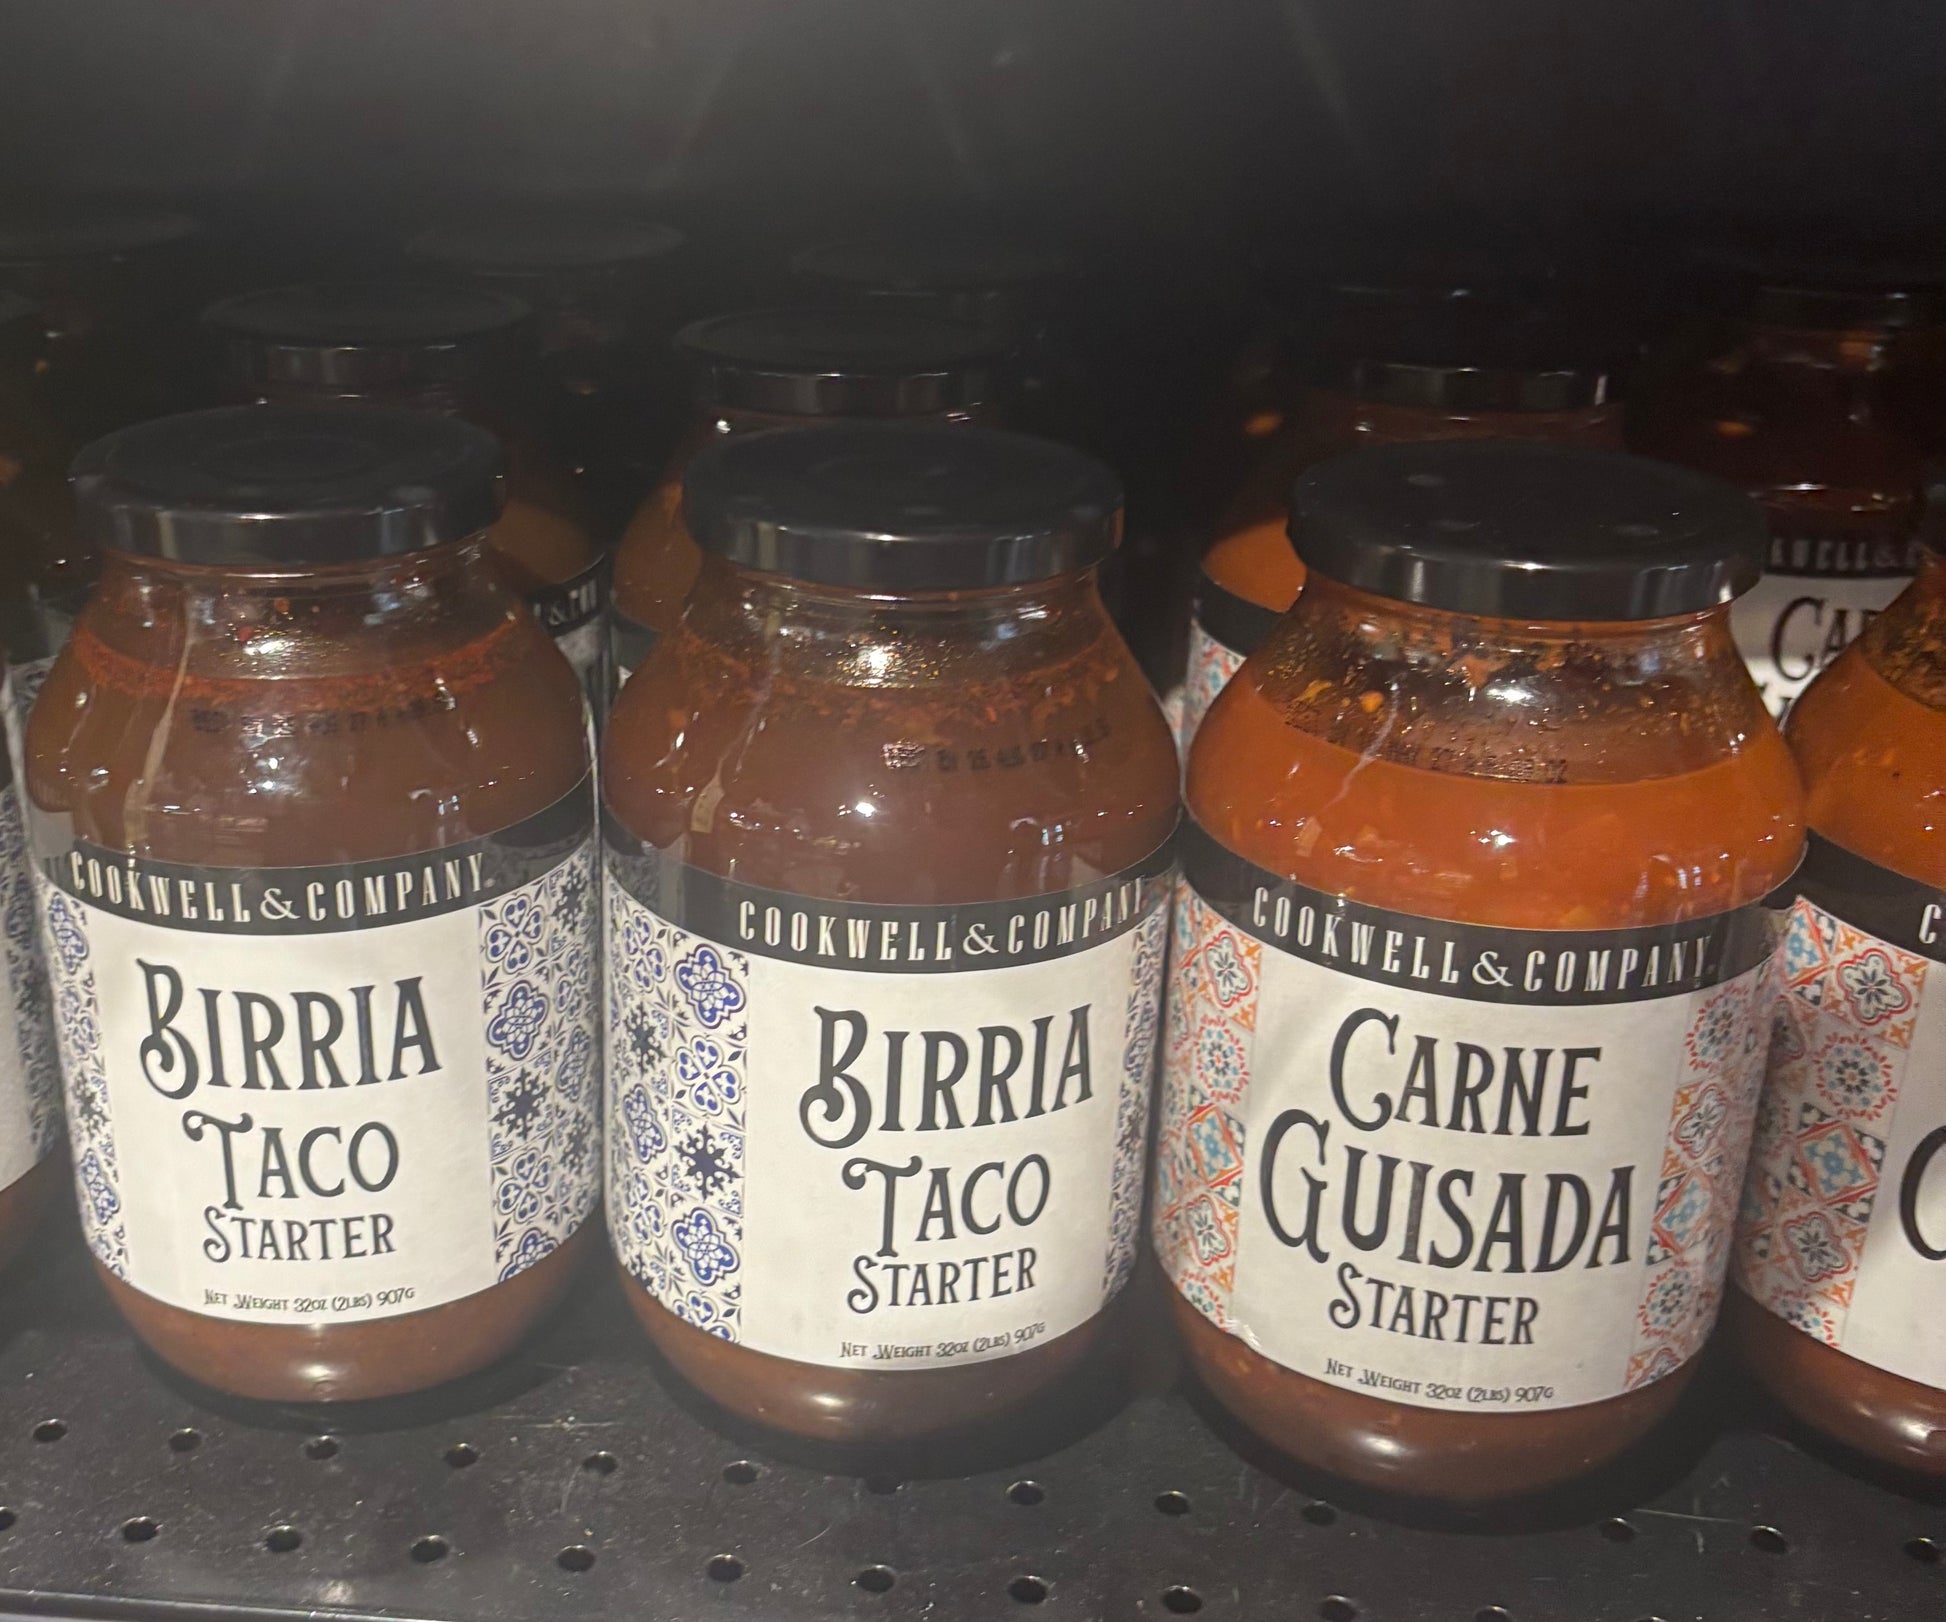 COOKWELL & COMPANY
BIRRIA
TACO
STARTER
NET WEIGHT 32OZ (2LBS) 907G
COOKWELL & COMPANY
BIRRIA
TACO
STARTER
NET WEIGHT 32OZ (2LBS) 907G
COOKWELL & COMPANY
CARNE
GUISADA
STARTER
NET WEIGHT 32OZ (2LBS) 907G